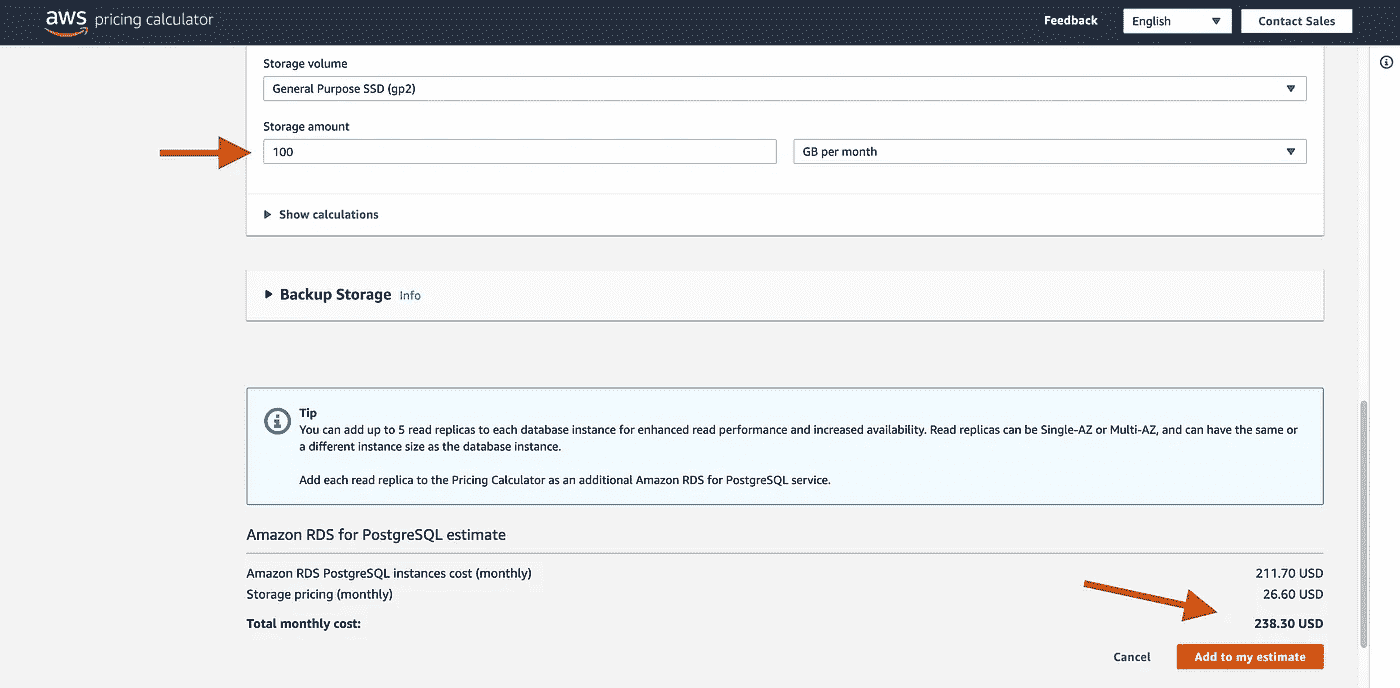 aws pricing calculator
Feedback
English
Contact Sales
Storage volume
General Purpose SSD (gp2)
Storage amount
100
GB per month
Show calculations
Backup Storage Info
Tip
You can add up to 5 read replicas to each database instance for enhanced read performance and increased availability. Read replicas can be Single-AZ or Multi-AZ, and can have the same or
a different instance size as the database instance.
Add each read replica to the Pricing Calculator as an additional Amazon RDS for PostgreSQL service.
Amazon RDS for PostgreSQL estimate
Amazon RDS PostgreSQL instances cost (monthly) 211.70 USD
Storage pricing (monthly) 26.60 USD
Total monthly cost: 238.30 USD
Cancel
Add to my estimate